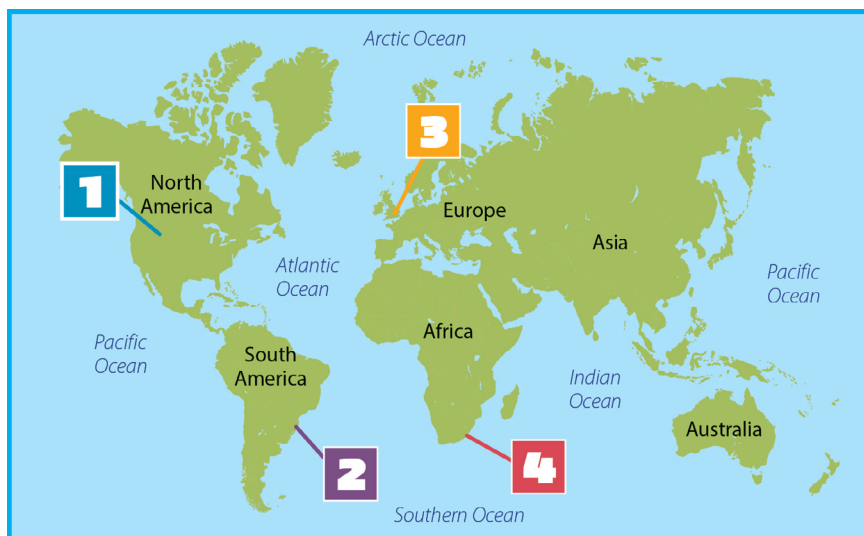 Arctic Ocean
3
1
North
America
Europe
Asia
Atlantic
Ocean
Pacific
Ocean
Pacific
Ocean
Africa
South
America
Indian
Ocean
Australia
2
4
Southern Ocean